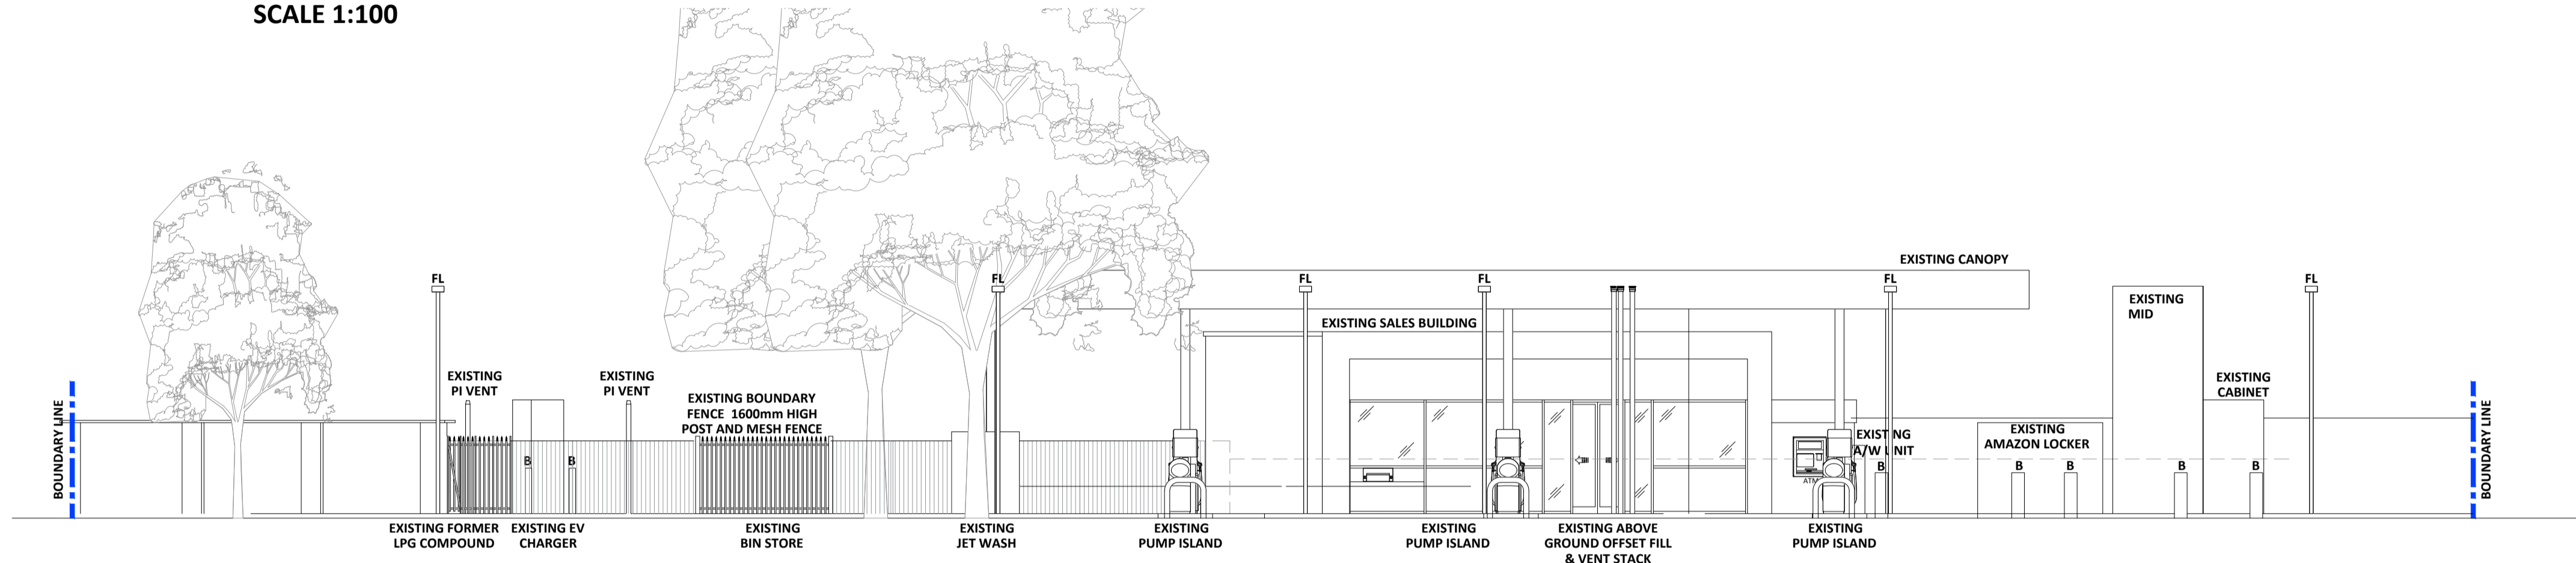 SCALE 1:100
FL
FL
FL
FL
FL
FL
EXISTING CANOPY
EXISTING
MID
EXISTING SALES BUILDING
EXISTING
PI VENT
EXISTING
PI VENT
EXISTING BOUNDARY
FENCE 1600mm HIGH
POST AND MESH FENCE
EXISTING
CABINET
BOUNDARY LINE
BOUNDARY LINE
EXISTING
A/W UNIT
EXISTING
AMAZON LOCKER
B
B
B
B
B
B
B
ATM
EXISTING FORMER
LPG COMPOUND
EXISTING EV
CHARGER
EXISTING
BIN STORE
EXISTING
JET WASH
EXISTING
PUMP ISLAND
EXISTING
PUMP ISLAND
EXISTING ABOVE
GROUND OFFSET FILL
& VENT STACK
EXISTING
PUMP ISLAND